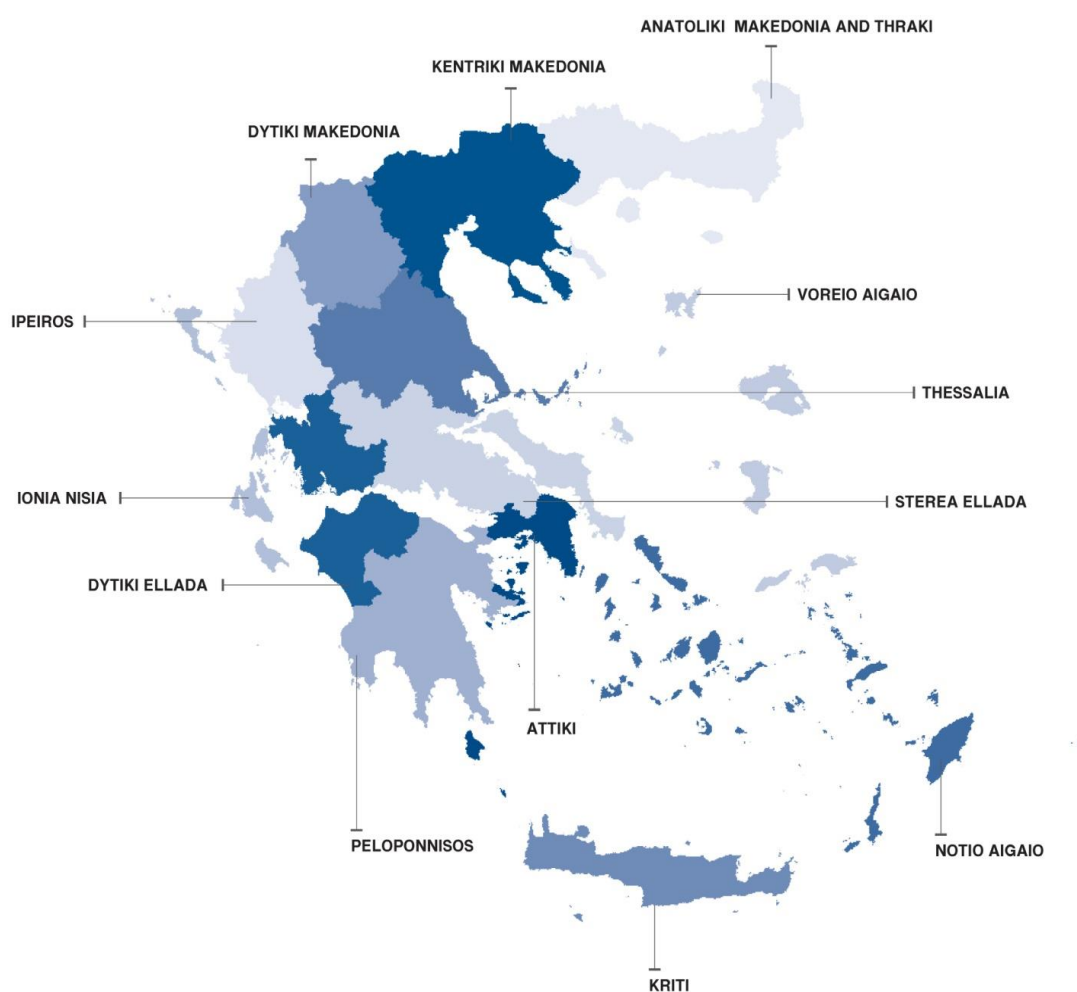 ANATOLIKI MAKEDONIA AND THRAKI
KENTRIKI MAKEDONIA
DYTIKI MAKEDONIA
VOREIO AIGAIO
IPEIROS
THESSALIA
IONIA NISIA
STEREA ELLADA
DYTIKI ELLADA
ATTIKI
PELOPONNISOS
NOTIO AIGAIO
KRITI